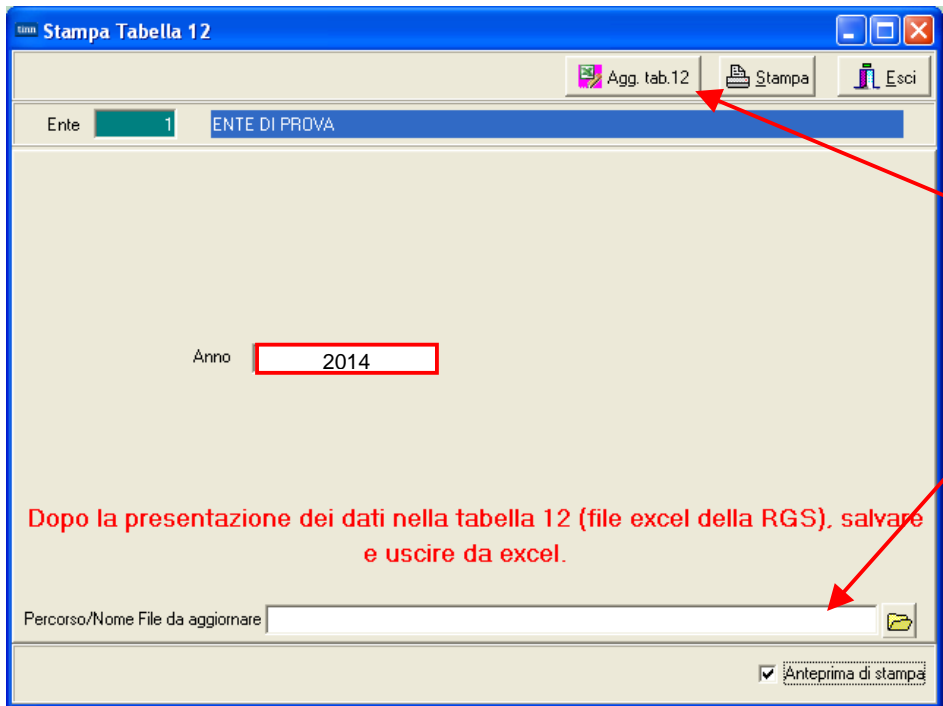 tinn Stampa Tabella 12
Agg. tab.12 Stampa Esci
Ente 1 ENTE DI PROVA
Anno 2014
Dopo la presentazione dei dati nella tabella 12 (file excel della RGS), salvare
e uscire da excel.
Percorso/Nome File da aggiornare
Anteprima di stampa